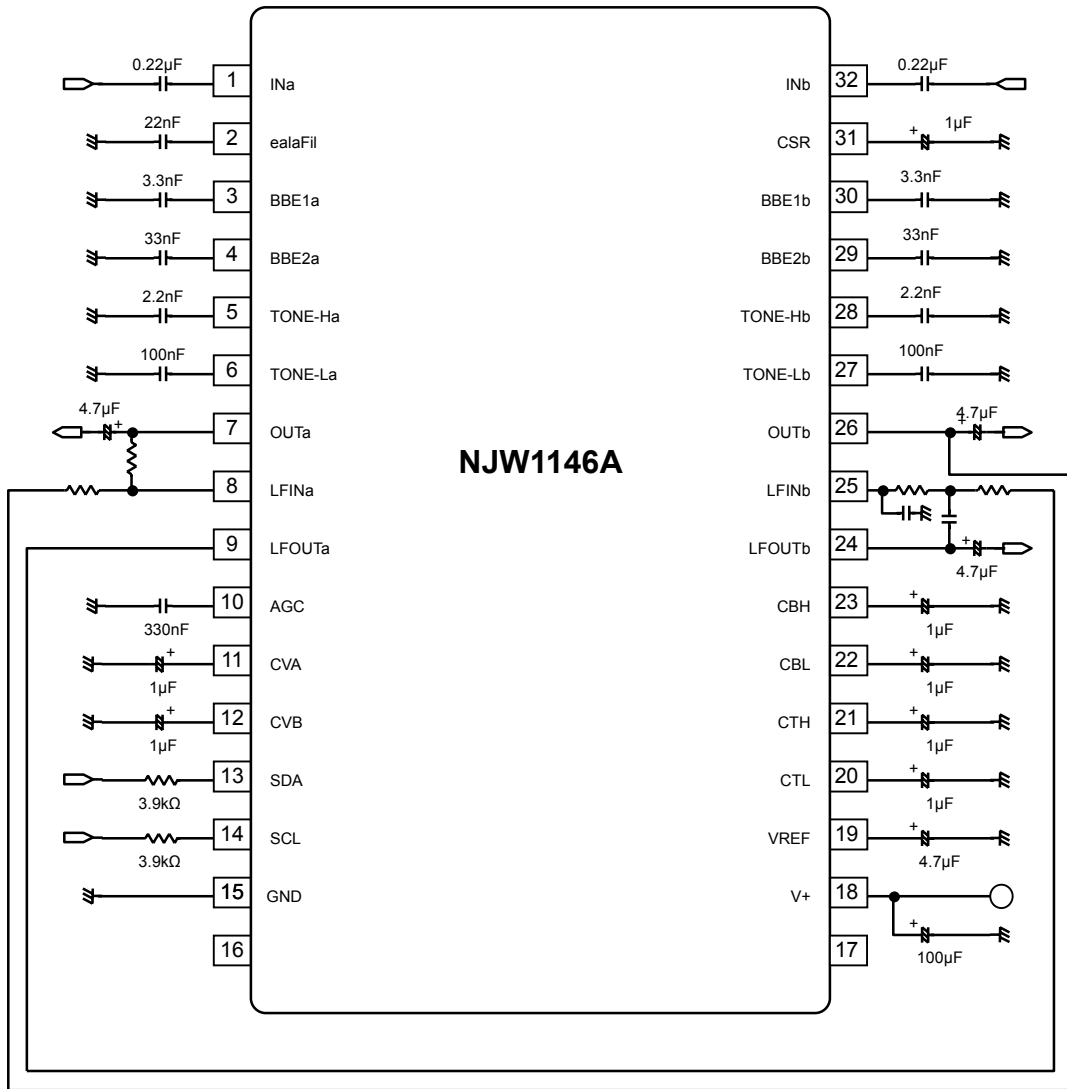 0.22µF 1 INa INb 32 0.22µF
22nF 2 ealaFil CSR 31 + 1µF
3.3nF 3 BBE1a BBE1b 30 3.3nF
33nF 4 BBE2a BBE2b 29 33nF
2.2nF 5 TONE-Ha TONE-Hb 28 2.2nF
100nF 6 TONE-La TONE-Lb 27 100nF
4.7µF + 7 OUTa OUTb 26 + 4.7µF
NJW1146A
8 LFINa LFINb 25
9 LFOUTa LFOUTb 24 + 4.7µF
330nF 10 AGC CBH 23 + 1µF
1µF + 11 CVA CBL 22 + 1µF
1µF + 12 CVB CTH 21 + 1µF
3.9kΩ 13 SDA CTL 20 + 1µF
3.9kΩ 14 SCL VREF 19 + 4.7µF
15 GND V+ 18
16 17 + 100µF